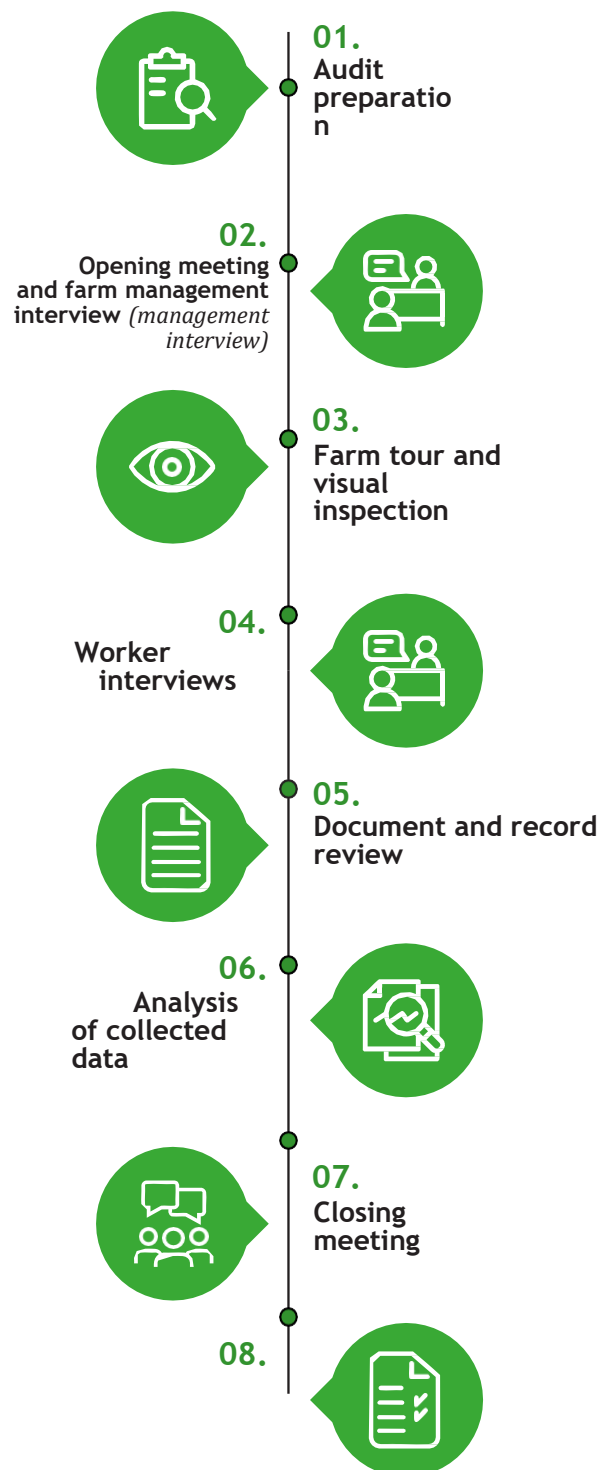 01.
Audit
preparatio
n
02.
Opening meeting
and farm management
interview (management
interview)
03.
Farm tour and
visual
inspection
04.
Worker
interviews
05.
Document and record
review
06.
Analysis
of collected
data
07.
Closing
meeting
08.